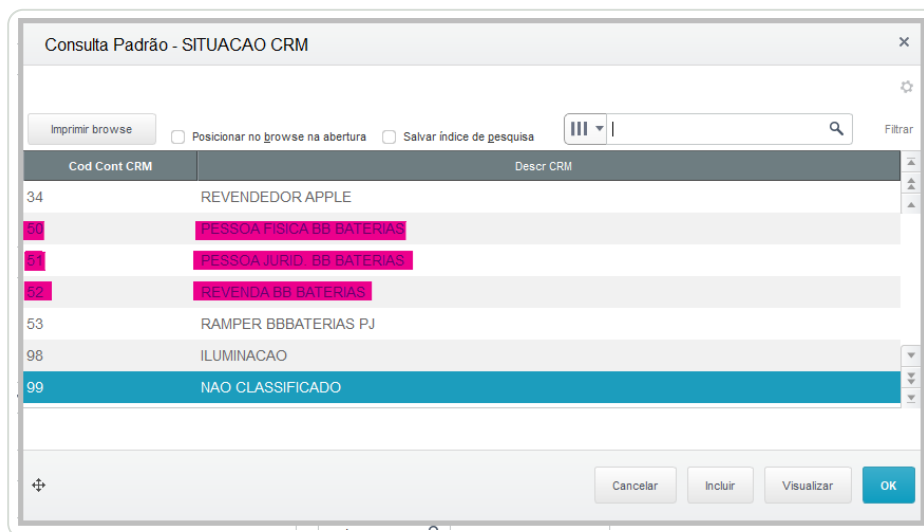 Consulta Padrão - SITUACAO CRM
Imprimir browse Posicionar no browse na abertura Salvar índice de pesquisa Filtrar
Cod Cont CRM Descr CRM
34 REVENDEDOR APPLE
50 PESSOA FISICA BB BATERIAS
51 PESSOA JURID. BB BATERIAS
52 REVENDA BB BATERIAS
53 RAMPER BBBATERIAS PJ
98 ILUMINACAO
99 NAO CLASSIFICADO
Cancelar Incluir Visualizar OK